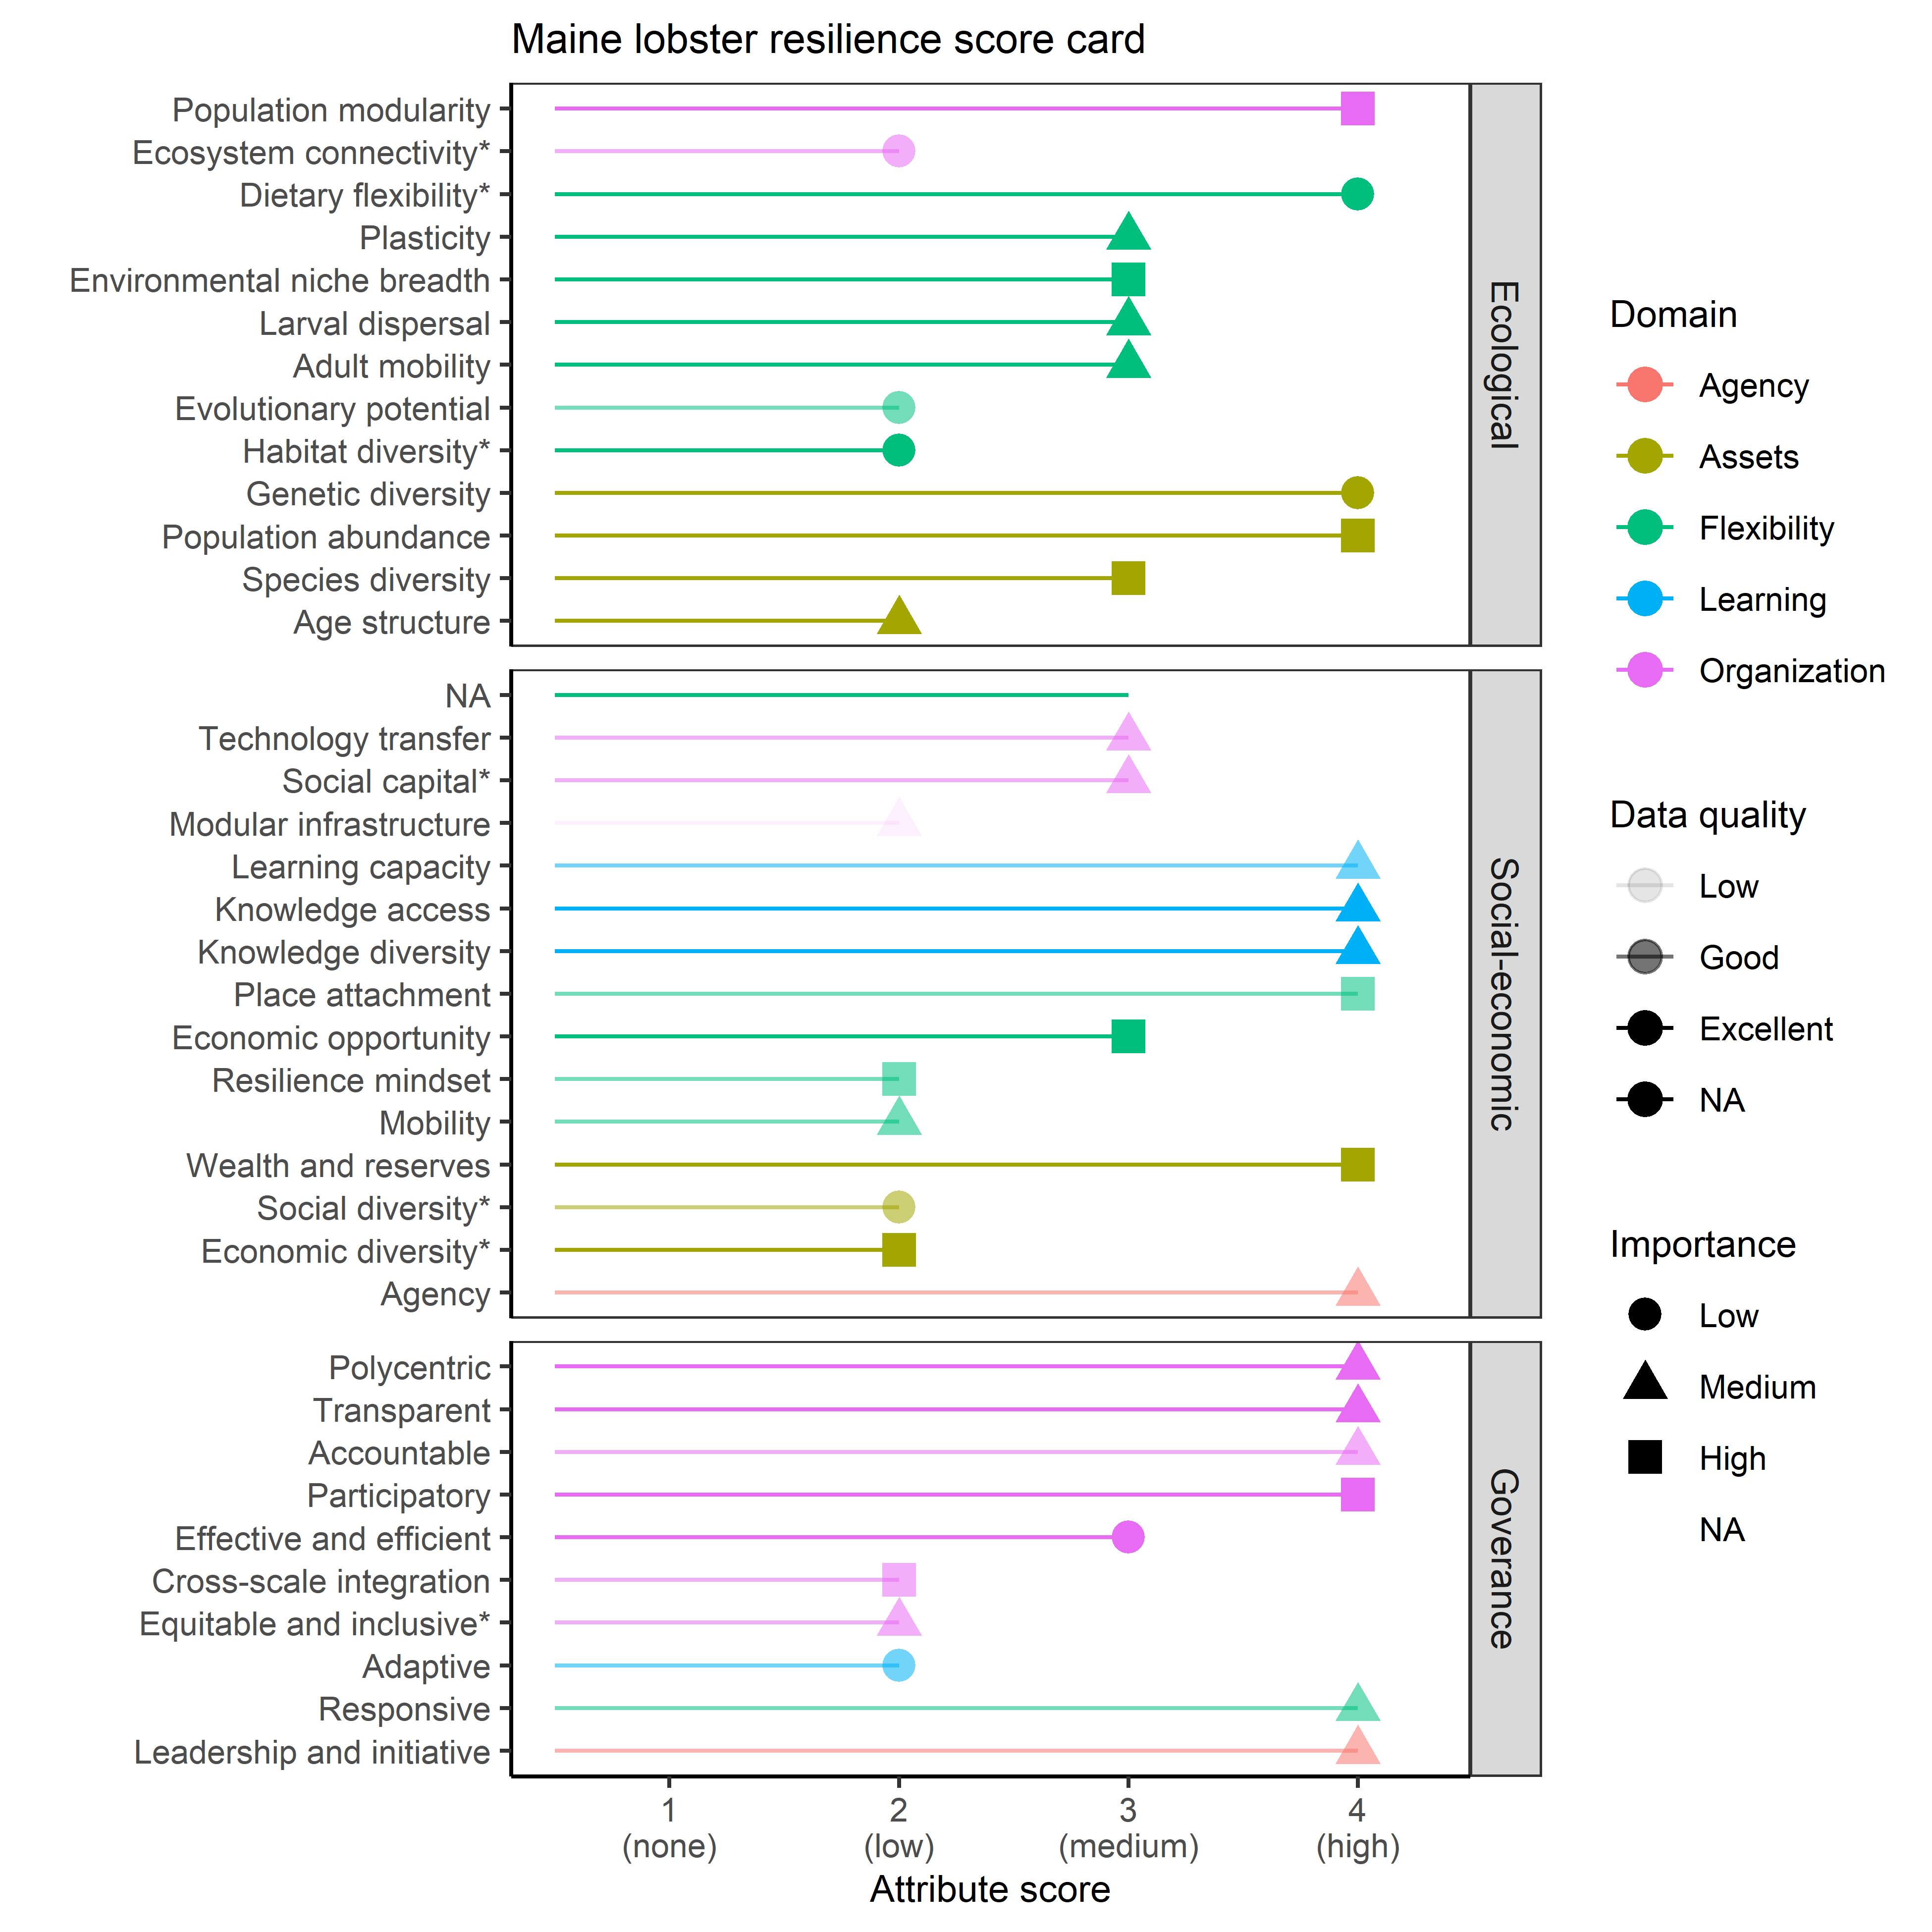 Maine lobster resilience score card
Population modularity
Ecosystem connectivity*
Dietary flexibility*
Plasticity
Environmental niche breadth
Larval dispersal
Adult mobility
Evolutionary potential
Habitat diversity*
Genetic diversity
Population abundance
Species diversity
Age structure
Ecological
NA
Technology transfer
Social capital*
Modular infrastructure
Learning capacity
Knowledge access
Knowledge diversity
Place attachment
Economic opportunity
Resilience mindset
Mobility
Wealth and reserves
Social diversity*
Economic diversity*
Agency
Social-economic
Polycentric
Transparent
Accountable
Participatory
Effective and efficient
Cross-scale integration
Equitable and inclusive*
Adaptive
Responsive
Leadership and initiative
Goverance
1 2 3 4
(none) (low) (medium) (high)
Attribute score
Domain
Agency
Assets
Flexibility
Learning
Organization
Data quality
Low
Good
Excellent
NA
Importance
Low
Medium
High
NA